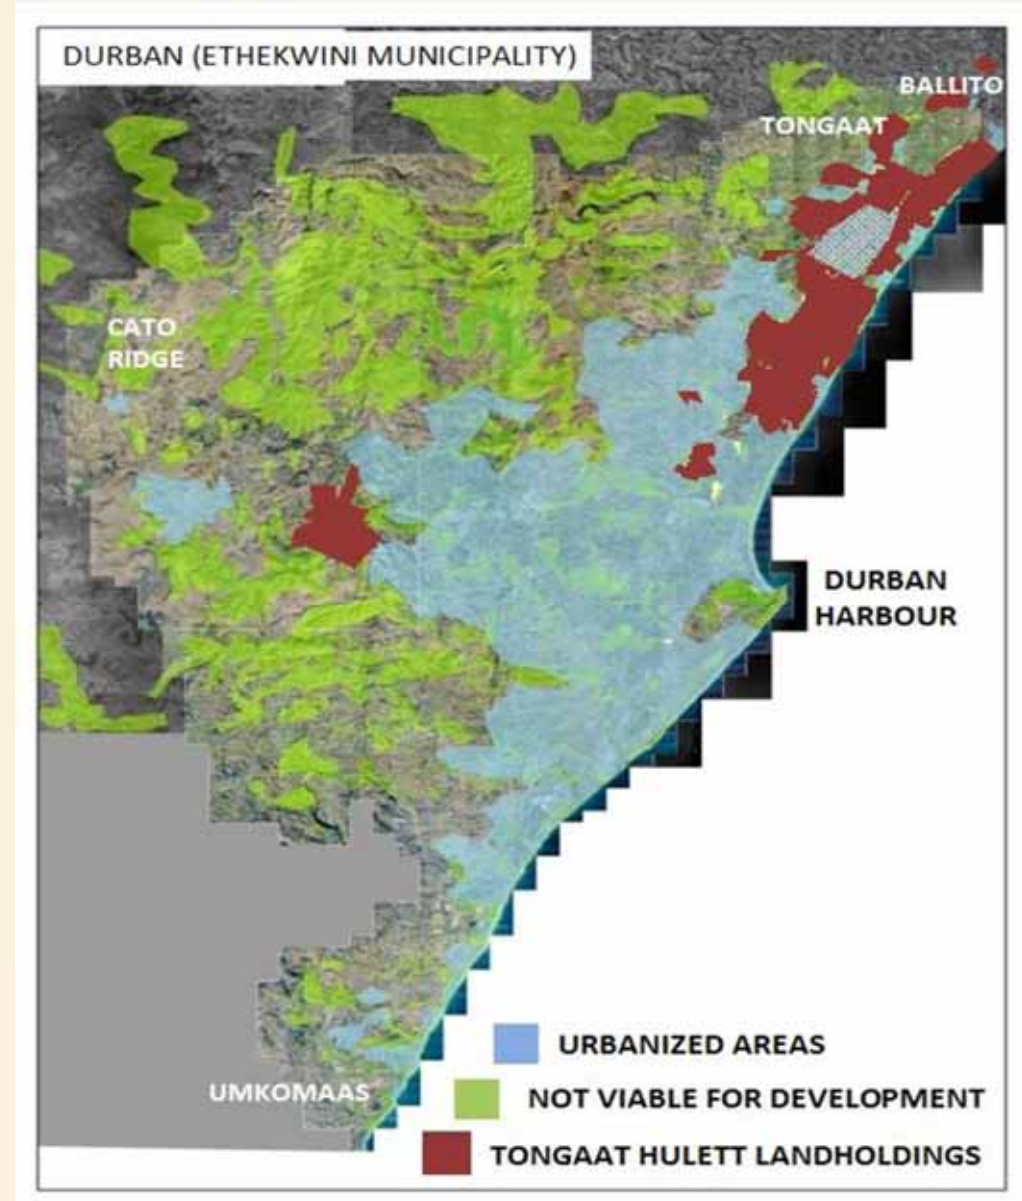 DURBAN (ETHEKWINI MUNICIPALITY)
BALLITO
TONGAAT
CATO
RIDGE
DURBAN
HARBOUR
URBANIZED AREAS
UMKOMAAS
NOT VIABLE FOR DEVELOPMENT
TONGAAT HULETT LANDHOLDINGS